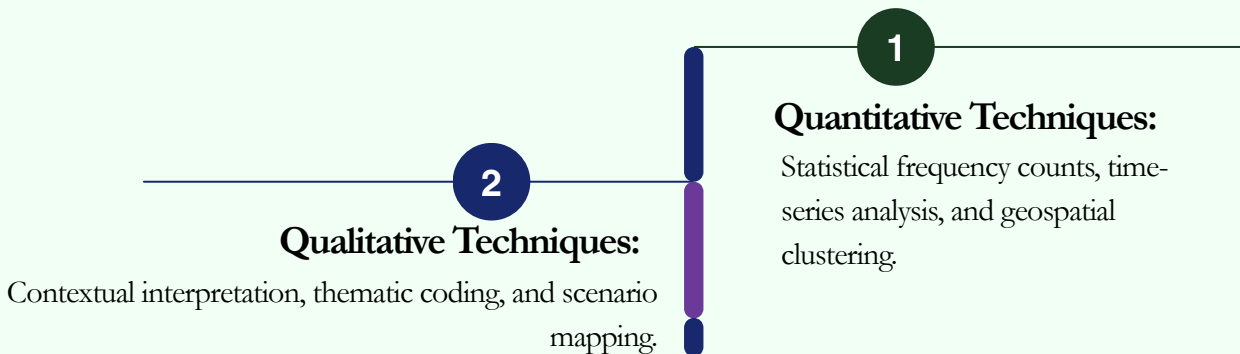 1
Quantitative Techniques:
Statistical frequency counts, time-
series analysis, and geospatial
clustering.
2
Qualitative Techniques:
Contextual interpretation, thematic coding, and scenario
mapping.